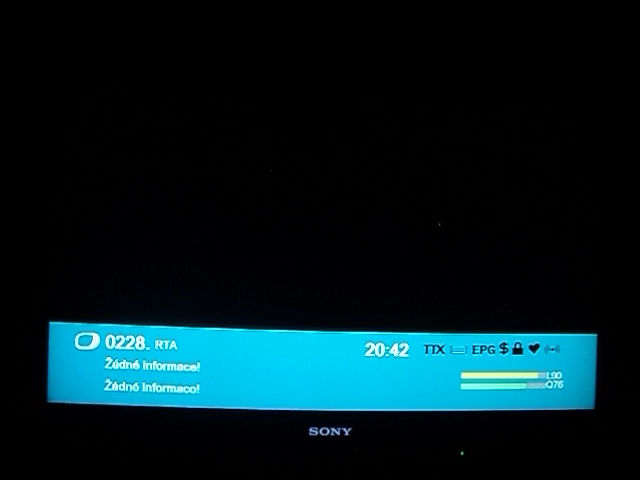 0228. RTA 20:42 TTX EPG $
Žádné informace!
L90
Žádné informace!
Q76
SONY